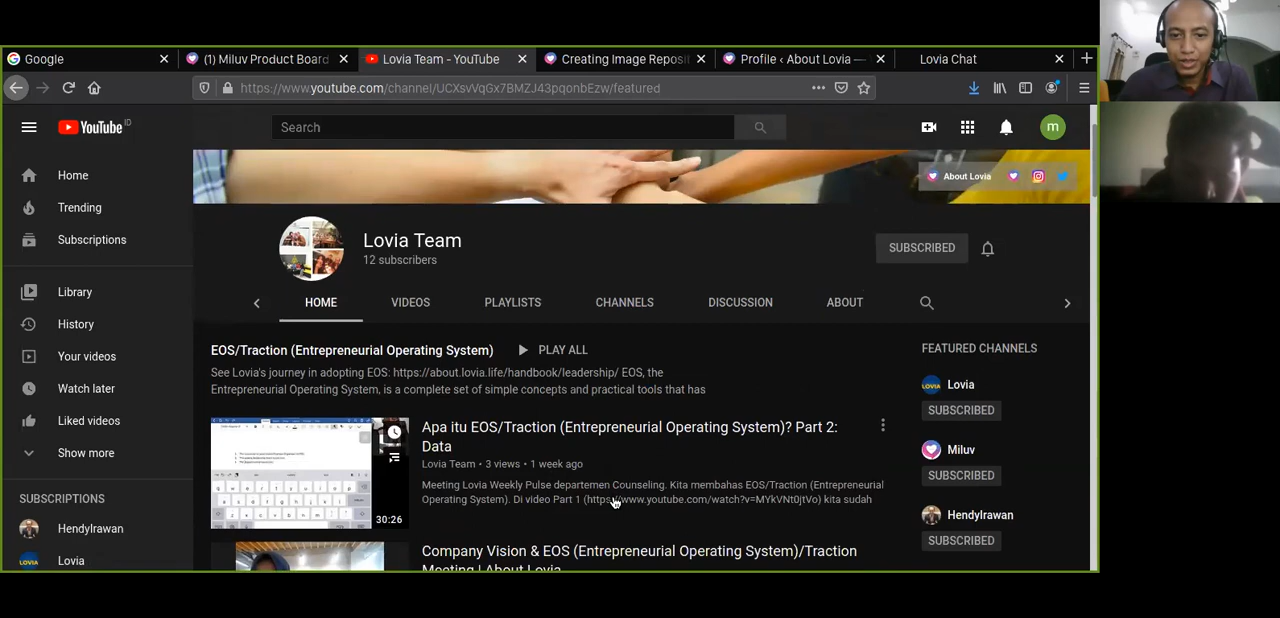 Google
(1) Miluv Product Board
Lovia Team - YouTube
Creating Image Reposi
Profile ‹ About Lovia —
Lovia Chat
https://www.youtube.com/channel/UCXsvVqGx7BMZJ43pqonbEzw/featured
YouTube ID
Search
m
Home
Trending
Subscriptions
Library
History
Your videos
Watch later
Liked videos
Show more
SUBSCRIPTIONS
HendyIrawan
Lovia
About Lovia
Lovia Team
12 subscribers
SUBSCRIBED
HOME
VIDEOS
PLAYLISTS
CHANNELS
DISCUSSION
ABOUT
EOS/Traction (Entrepreneurial Operating System)
PLAY ALL
See Lovia's journey in adopting EOS: https://about.lovia.life/handbook/leadership/ EOS, the
Entrepreneurial Operating System, is a complete set of simple concepts and practical tools that has
30:26
Apa itu EOS/Traction (Entrepreneurial Operating System)? Part 2:
Data
Lovia Team • 3 views • 1 week ago
Meeting Lovia Weekly Pulse departemen Counseling. Kita membahas EOS/Traction (Entrepreneurial
Operating System). Di video Part 1 (https://www.youtube.com/watch?v=MYkVNt0jtVo) kita sudah
Company Vision & EOS (Entrepreneurial Operating System)/Traction
Meeting | About Lovia
FEATURED CHANNELS
Lovia
SUBSCRIBED
Miluv
SUBSCRIBED
HendyIrawan
SUBSCRIBED